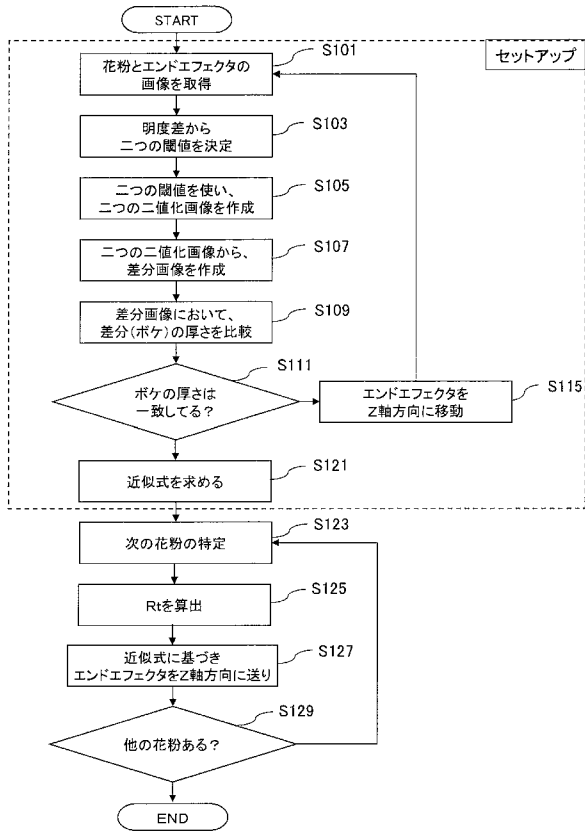 START
セットアップ
花粉とエンドエフェクタの
画像を取得
S101
明度差から
二つの閾値を決定
S103
二つの閾値を使い、
二つの二値化画像を作成
S105
二つの二値化画像から、
差分画像を作成
S107
差分画像において、
差分(ボケ)の厚さを比較
S109
ボケの厚さは
一致してる?
S111
エンドエフェクタを
Z軸方向に移動
S115
近似式を求める
S121
次の花粉の特定
S123
Rtを算出
S125
近似式に基づき
エンドエフェクタをZ軸方向に送り
S127
他の花粉ある?
S129
END